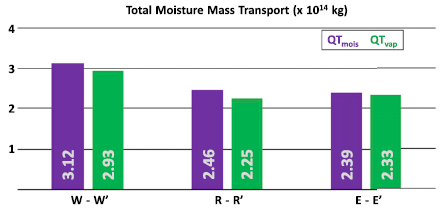 Total Moisture Mass Transport (x 10¹⁴ kg)
4
QTmois QTvap
3
2
1
3.12 2.93 2.46 2.25 2.39 2.33
W - W’ R - R’ E - E’